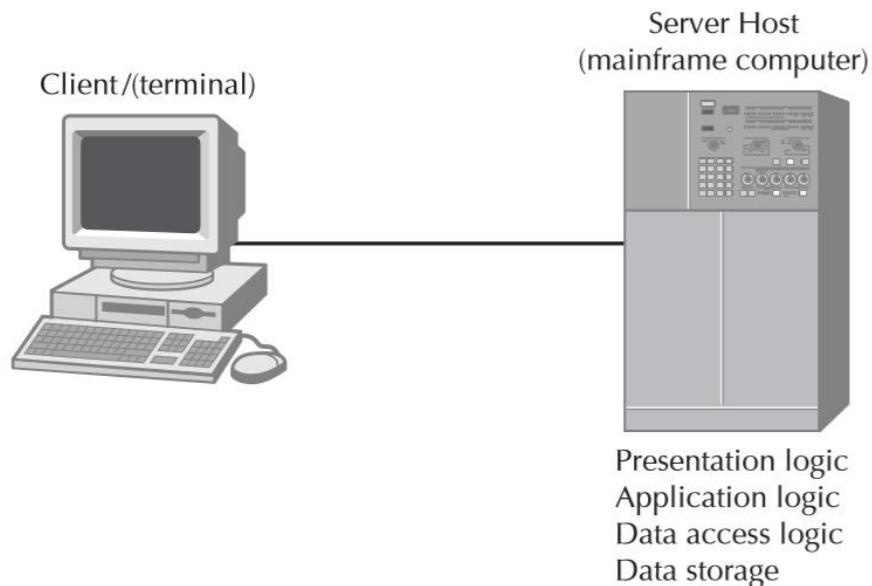 Client/(terminal)
Server Host
(mainframe computer)
Presentation logic
Application logic
Data access logic
Data storage